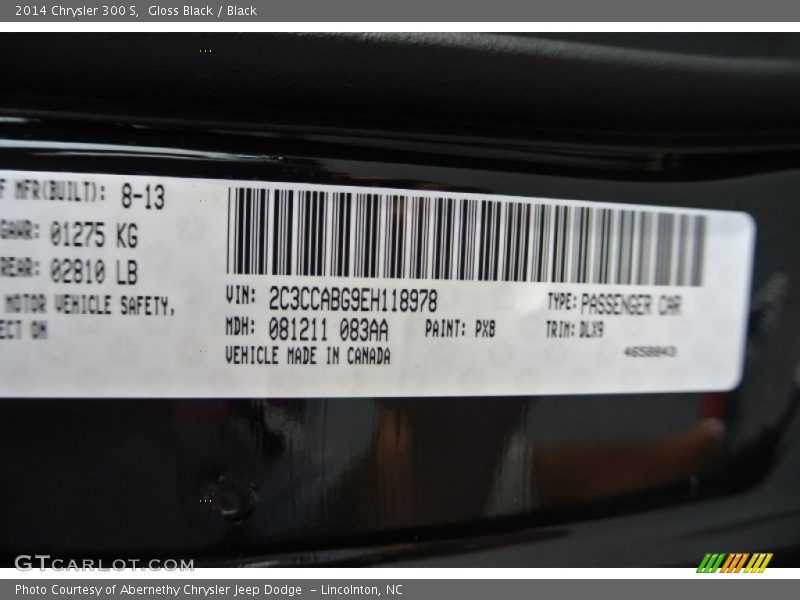 2014 Chrysler 300 S,  Gloss Black / Black
F MFR(BUILT): 8-13
GAWR: 01275 KG
REAR: 02810 LB
MOTOR VEHICLE SAFETY,
ECT ON
VIN: 2C3CCABG9EH118978
TYPE: PASSENGER CAR
MDH: 081211 083AA
PAINT: PX8
TRIM: DLX9
VEHICLE MADE IN CANADA
4658843
GTCARLOT.COM
Photo Courtesy of Abernethy Chrysler Jeep Dodge  – Lincolnton, NC